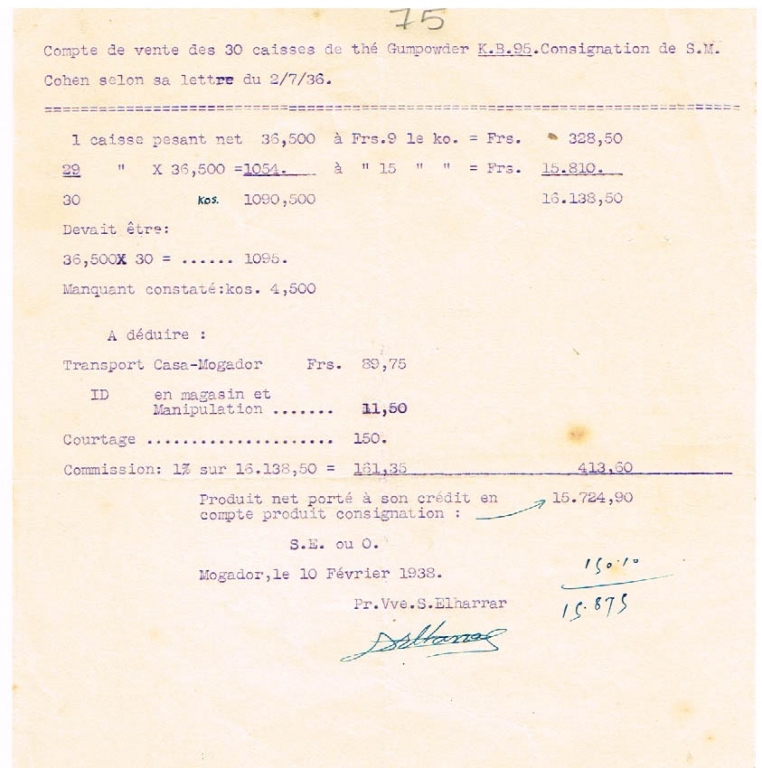 75
Compte de vente des 30 caisses de thé Gumpowder K.B.95.Consignation de S.M.
Cohen selon sa lettre du 2/7/36.
==========================================================================
1 caisse pesant net 36,500 à Frs.9 le ko. = Frs. 328,50
29 " X 36,500 =1054. à " 15 " " = Frs. 15.810.
30 kos. 1090,500 16.138,50
Devait être:
36,500X 30 = ...... 1095.
Manquant constaté:kos. 4,500
A déduire :
Transport Casa-Mogador Frs. 89,75
ID en magasin et
Manipulation ....... 11,50
Courtage ..................... 150.
Commission: 1% sur 16.138,50 = 161,35 413,60
Produit net porté à son crédit en 15.724,90
compte produit consignation :
S.E. ou O.
Mogador,le 10 Février 1938.
150.10
Pr.Vve.S.Elharrar
15.875